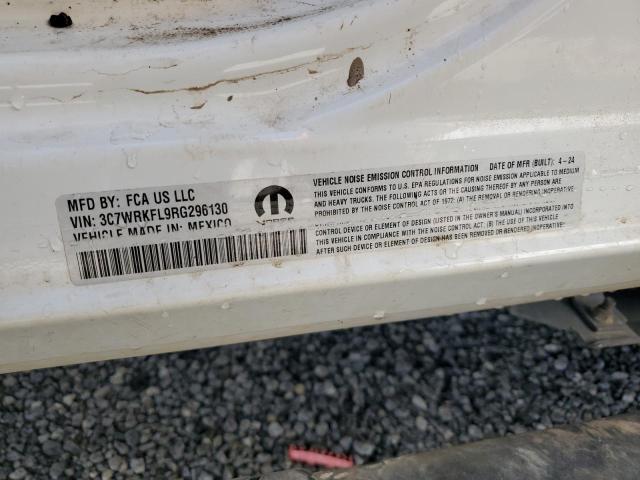 MFD BY: FCA US LLC
VIN: 3C7WRKFL9RG296130
VEHICLE MADE IN: MEXICO
VEHICLE NOISE EMISSION CONTROL INFORMATION DATE OF MFR (BUILT): 4-24
THIS VEHICLE CONFORMS TO U.S. EPA REGULATIONS FOR NOISE EMISSION APPLICABLE TO MEDIUM
AND HEAVY TRUCKS. THE FOLLOWING ACTS OR THE CAUSING THEREOF BY ANY PERSON ARE
PROHIBITED BY THE NOISE CONTROL ACT OF 1972: (A) THE REMOVAL OR RENDERING INOPERATIVE,
CONTROL DEVICE OR ELEMENT OF DESIGN (LISTED IN THE OWNER'S MANUAL) INCORPORATED INTO
THIS VEHICLE IN COMPLIANCE WITH THE NOISE CONTROL ACT. (B) THE USE OF THIS VEHICLE
AFTER SUCH DEVICE OR ELEMENT OF DESIGN HAS BEEN REMOVED OR RENDERED INOPERATIVE.